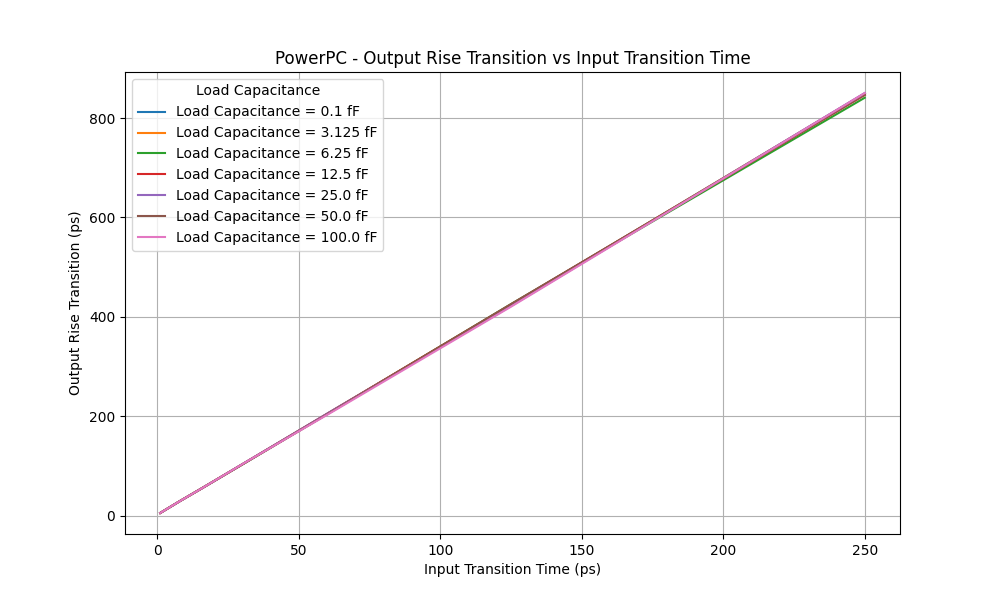 PowerPC - Output Rise Transition vs Input Transition Time
Load Capacitance
Load Capacitance = 0.1 fF
Load Capacitance = 3.125 fF
Load Capacitance = 6.25 fF
Load Capacitance = 12.5 fF
Load Capacitance = 25.0 fF
Load Capacitance = 50.0 fF
Load Capacitance = 100.0 fF
Output Rise Transition (ps)
800
600
400
200
0
0 50 100 150 200 250
Input Transition Time (ps)